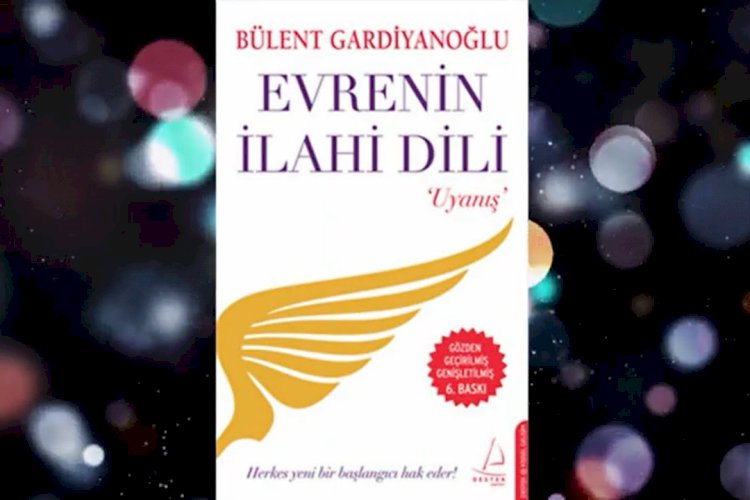 BÜLENT GARDİYANOĞLU
EVRENİN
İLAHİ DİLİ
‘Uyanış’
GÖZDEN
GEÇİRİLMİŞ
GENİŞLETİLMİŞ
6. BASKI
Herkes yeni bir başlangıcı hak eder!
DESTEK